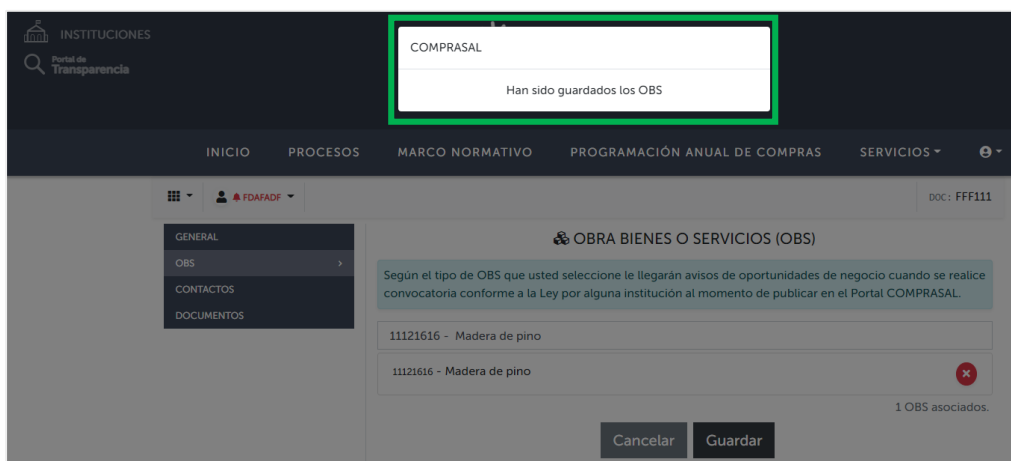 INSTITUCIONES
Portal de
Transparencia
COMPRASAL
Han sido guardados los OBS
INICIO PROCESOS MARCO NORMATIVO PROGRAMACIÓN ANUAL DE COMPRAS SERVICIOS
FDAFADF DOC: FFF111
GENERAL
OBS
CONTACTOS
DOCUMENTOS
OBRA BIENES O SERVICIOS (OBS)
Según el tipo de OBS que usted seleccione le llegarán avisos de oportunidades de negocio cuando se realice
convocatoria conforme a la Ley por alguna institución al momento de publicar en el Portal COMPRASAL.
11121616 - Madera de pino
11121616 - Madera de pino
1 OBS asociados.
Cancelar Guardar